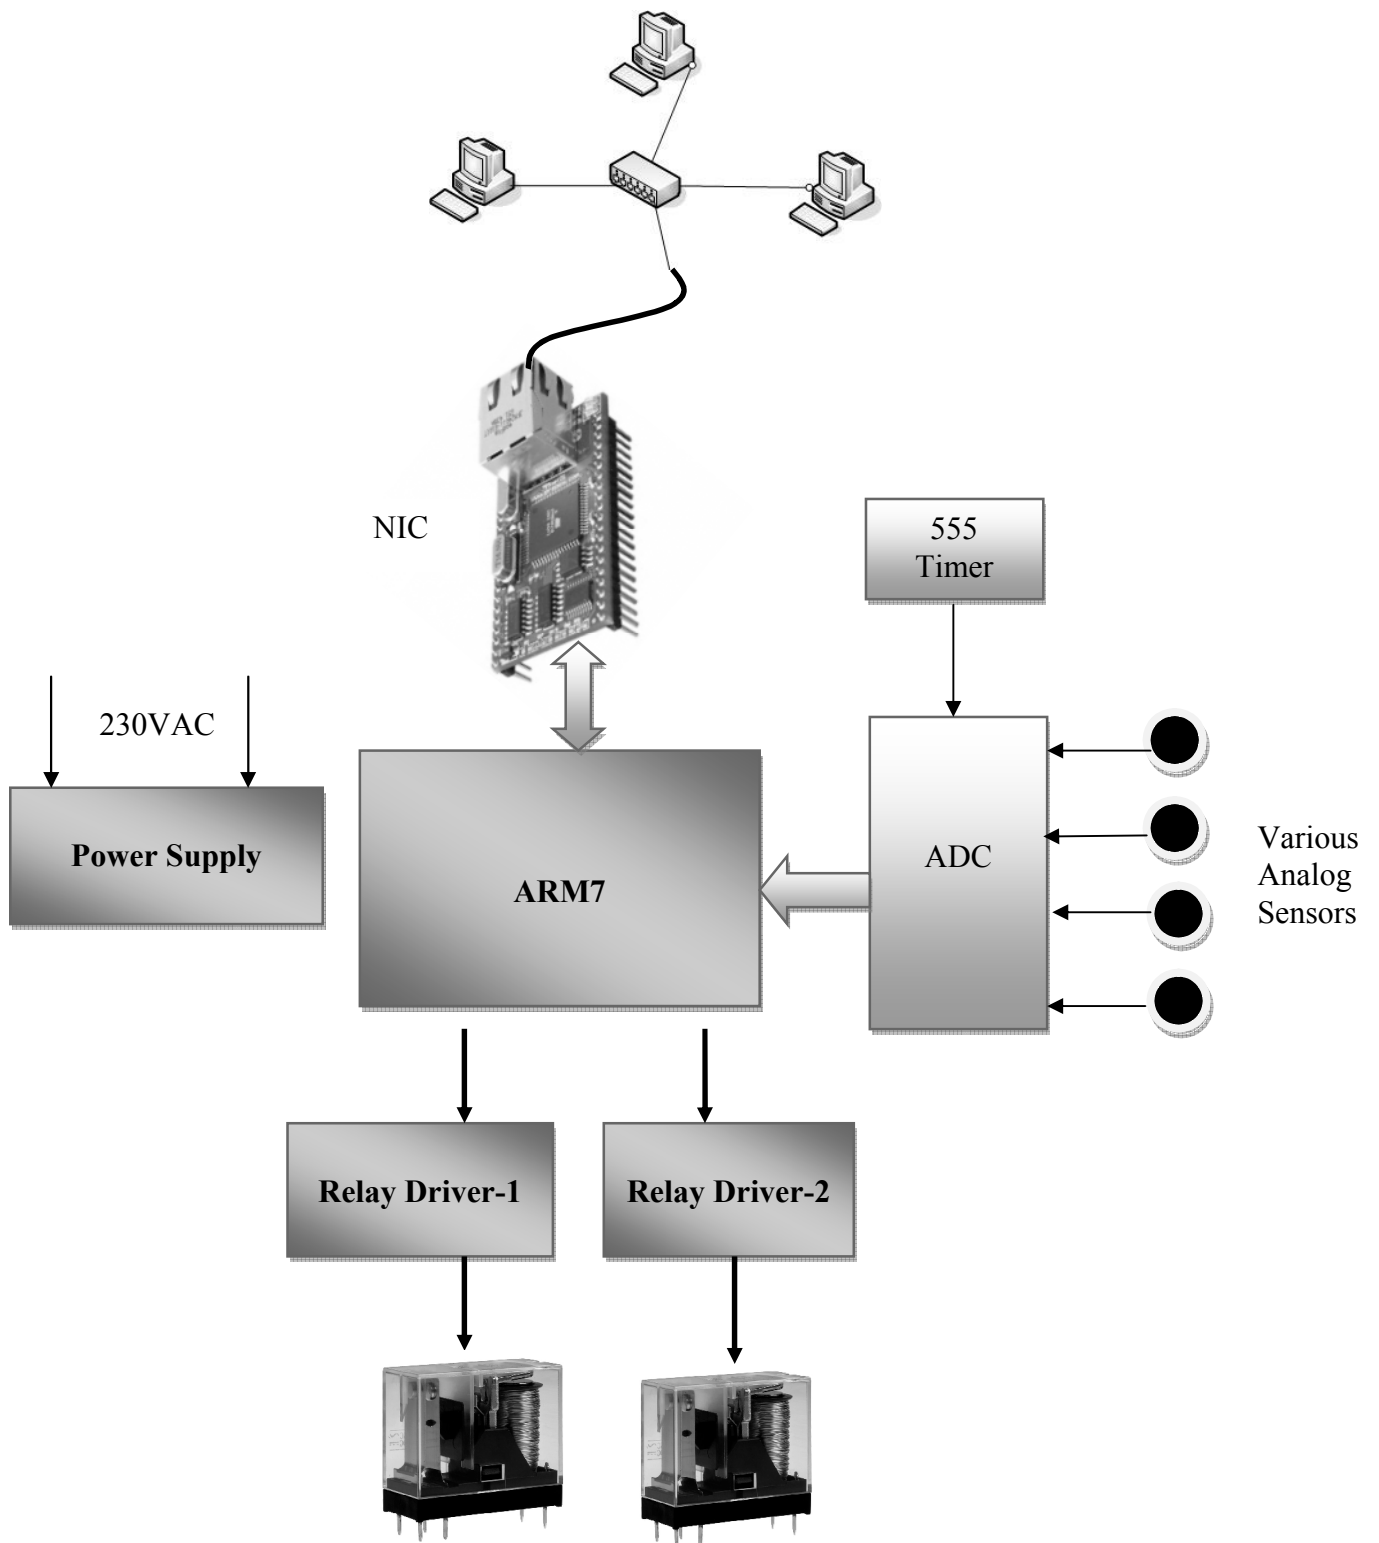 NIC
555
Timer
230VAC
Power Supply
ARM7
ADC
Various
Analog
Sensors
Relay Driver-1
Relay Driver-2